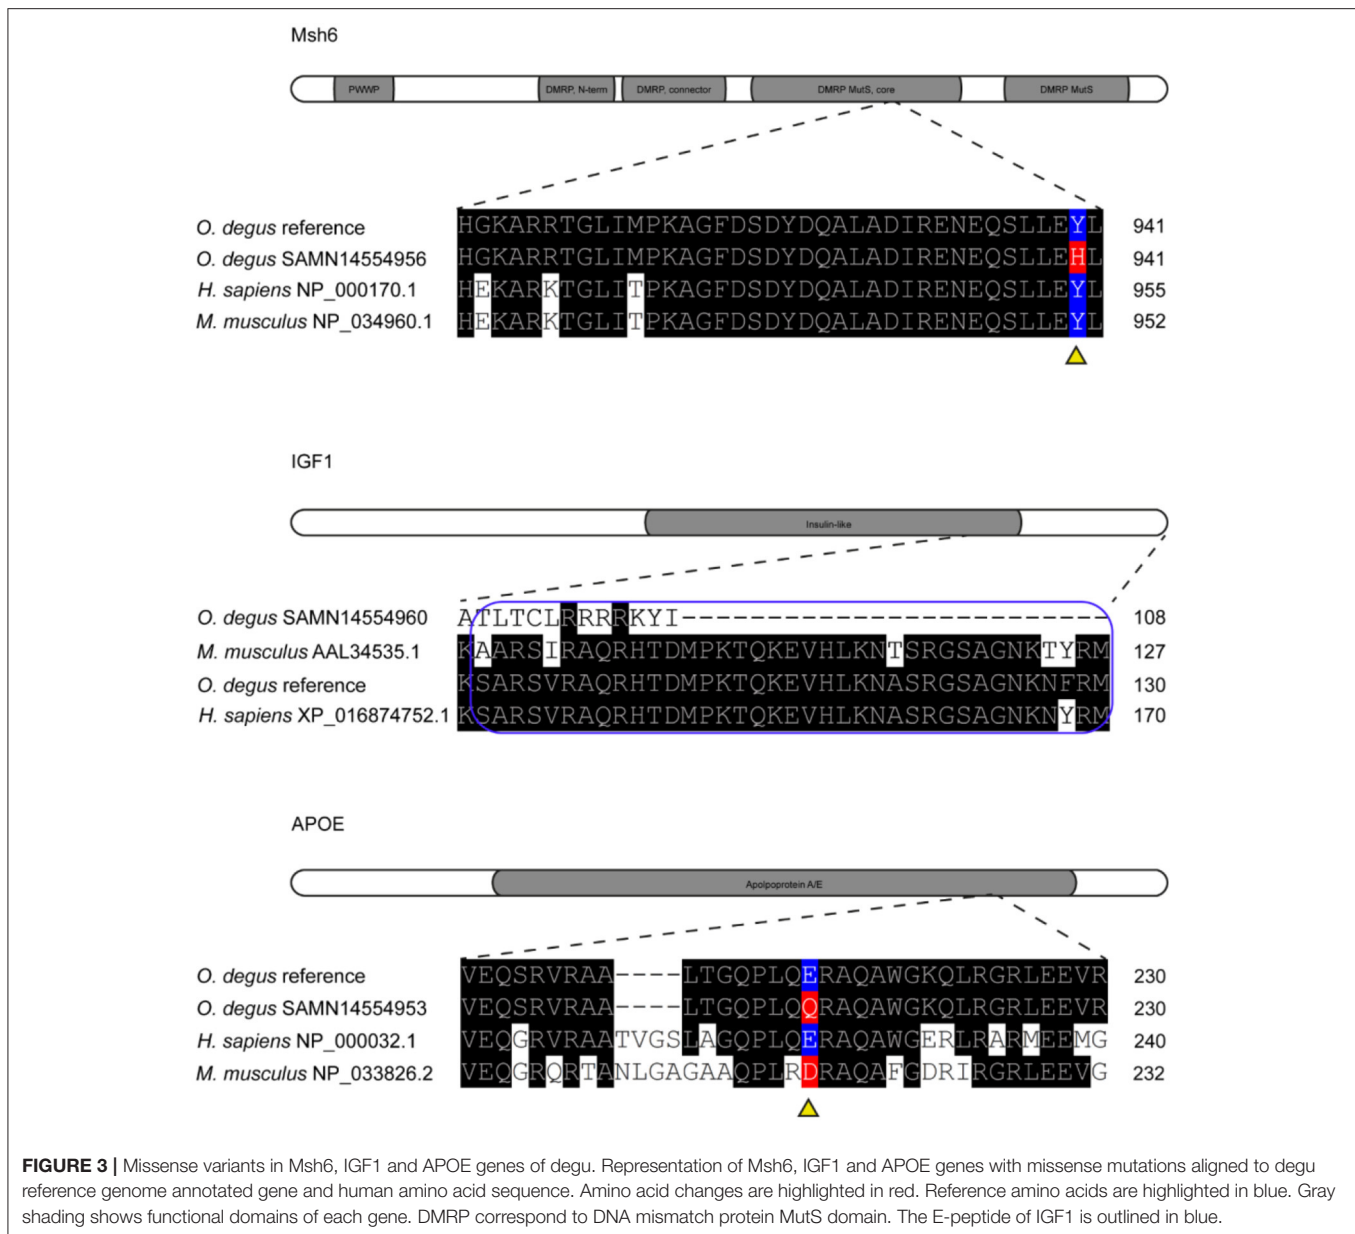 Msh6
PWWP DMRP, N-term DMRP, connector DMRP MutS, core DMRP MutS
O. degus reference HGKARRTGLIMPKAGFDSDYDQALADIRENEQSLLEYL 941
O. degus SAMN14554956 HGKARRTGLIMPKAGFDSDYDQALADIRENEQSLLEHL 941
H. sapiens NP_000170.1 HEKARKTGLITPKAGFDSDYDQALADIRENEQSLLEYL 955
M. musculus NP_034960.1 HEKARKTGLITPKAGFDSDYDQALADIRENEQSLLEYL 952
IGF1
Insulin-like
O. degus SAMN14554960 ATLTCLRRRRKYI------------------------- 108
M. musculus AAL34535.1 KAARSIRAQRHTDMPKTQKEVHLKNTSRGSAGNKTYRM 127
O. degus reference KSARSVRAQRHTDMPKTQKEVHLKNASRGSAGNKNFRM 130
H. sapiens XP_016874752.1 KSARSVRAQRHTDMPKTQKEVHLKNASRGSAGNKNYRM 170
APOE
Apolpoprotein A/E
O. degus reference VEQSRVRAA----LTGQPLQERAQAWGKQLRGRLEEVR 230
O. degus SAMN14554953 VEQSRVRAA----LTGQPLQQRAQAWGKQLRGRLEEVR 230
H. sapiens NP_000032.1 VEQGRVRAATVGSLAGQPLQERAQAWGERLRARMEEMG 240
M. musculus NP_033826.2 VEQGRQRTANLGAGAAQPLRDRAQAFGDRIRGRLEEVG 232
FIGURE 3 | Missense variants in Msh6, IGF1 and APOE genes of degu. Representation of Msh6, IGF1 and APOE genes with missense mutations aligned to degu
reference genome annotated gene and human amino acid sequence. Amino acid changes are highlighted in red. Reference amino acids are highlighted in blue. Gray
shading shows functional domains of each gene. DMRP correspond to DNA mismatch protein MutS domain. The E-peptide of IGF1 is outlined in blue.